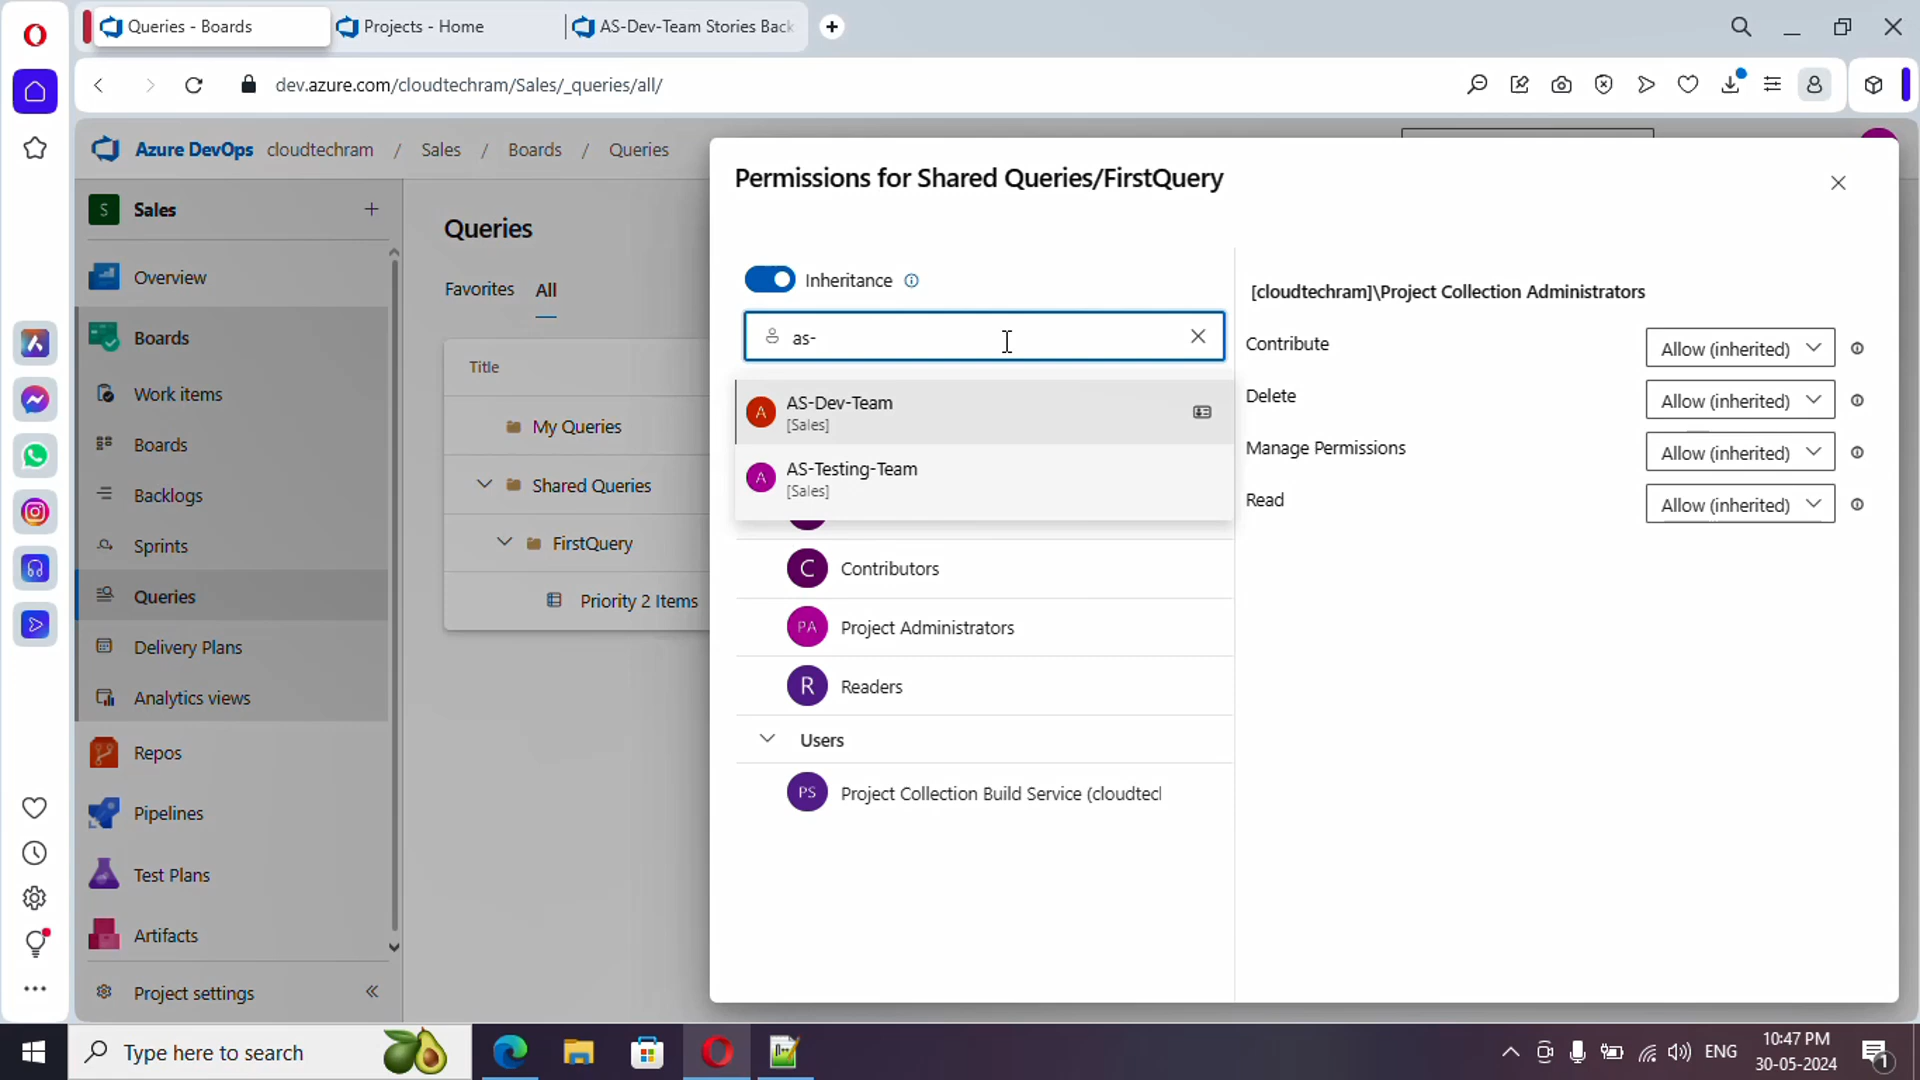 Queries - Boards
Projects - Home
AS-Dev-Team Stories Back
dev.azure.com/cloudtechram/Sales/_queries/all/
Azure DevOps cloudtechram / Sales / Boards / Queries
S Sales
Overview
Boards
Work items
Boards
Backlogs
Sprints
Queries
Delivery Plans
Analytics views
Repos
Pipelines
Test Plans
Artifacts
Project settings
Queries
Favorites All
Title
My Queries
Shared Queries
FirstQuery
Priority 2 Items
Permissions for Shared Queries/FirstQuery
Inheritance
as-
A AS-Dev-Team
[Sales]
A AS-Testing-Team
[Sales]
C Contributors
PA Project Administrators
R Readers
Users
PS Project Collection Build Service (cloudtecl
[cloudtechram]\Project Collection Administrators
Contribute Allow (inherited)
Delete Allow (inherited)
Manage Permissions Allow (inherited)
Read Allow (inherited)
Type here to search
ENG
10:47 PM
30-05-2024
1